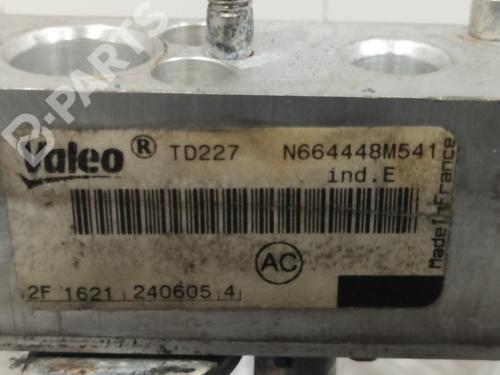 B-PARTS
Valeo ® TD227 N664448M541
ind.E
Made in France
AC
2F 1621 240605 4